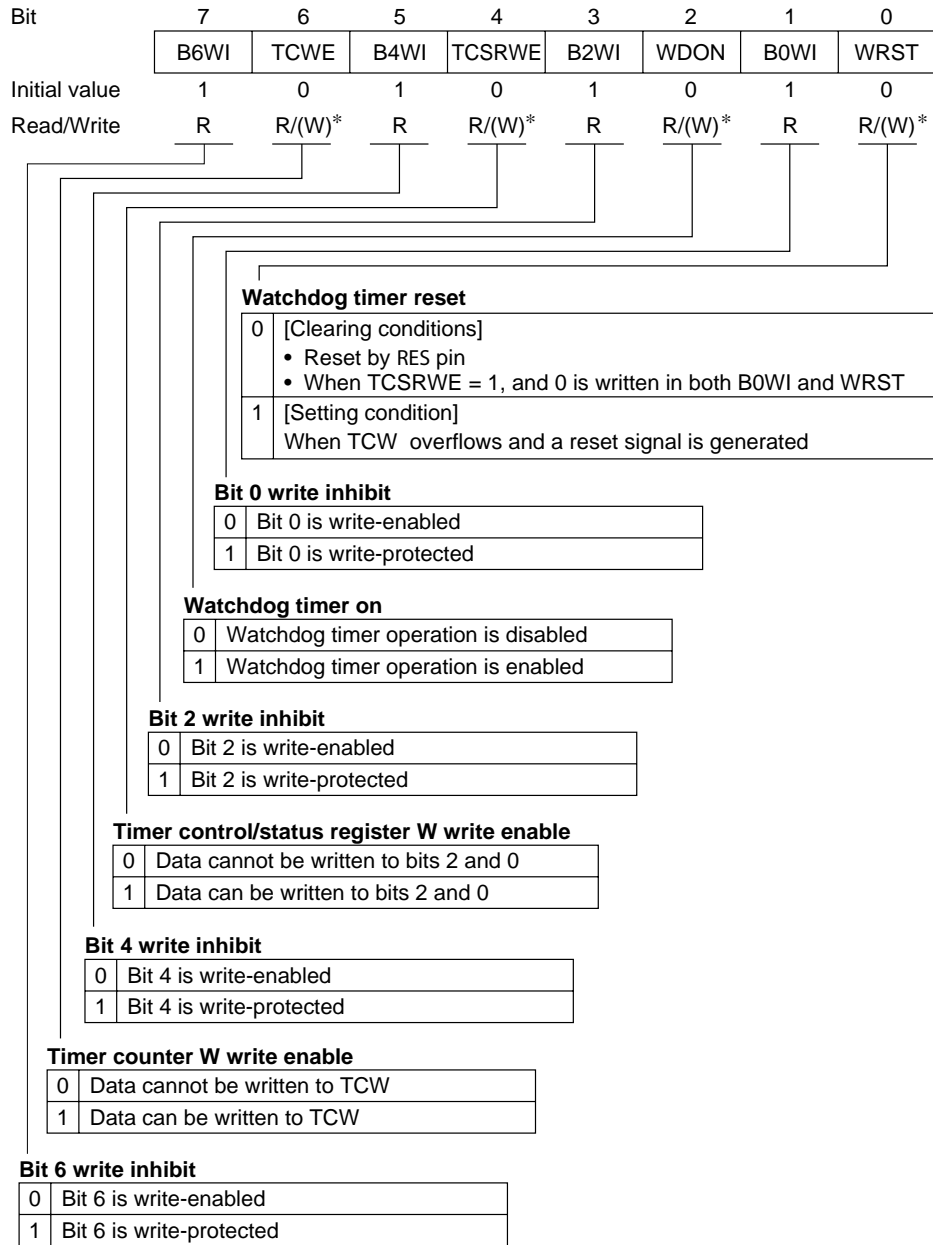 Bit 7 6 5 4 3 2 1 0
B6WI TCWE B4WI TCSRWE B2WI WDON B0WI WRST
Initial value 1 0 1 0 1 0 1 0
Read/Write R R/(W)* R R/(W)* R R/(W)* R R/(W)*
Watchdog timer reset
0 [Clearing conditions]
• Reset by RES pin
• When TCSRWE = 1, and 0 is written in both B0WI and WRST
1 [Setting condition]
When TCW overflows and a reset signal is generated
Bit 0 write inhibit
0 Bit 0 is write-enabled
1 Bit 0 is write-protected
Watchdog timer on
0 Watchdog timer operation is disabled
1 Watchdog timer operation is enabled
Bit 2 write inhibit
0 Bit 2 is write-enabled
1 Bit 2 is write-protected
Timer control/status register W write enable
0 Data cannot be written to bits 2 and 0
1 Data can be written to bits 2 and 0
Bit 4 write inhibit
0 Bit 4 is write-enabled
1 Bit 4 is write-protected
Timer counter W write enable
0 Data cannot be written to TCW
1 Data can be written to TCW
Bit 6 write inhibit
0 Bit 6 is write-enabled
1 Bit 6 is write-protected